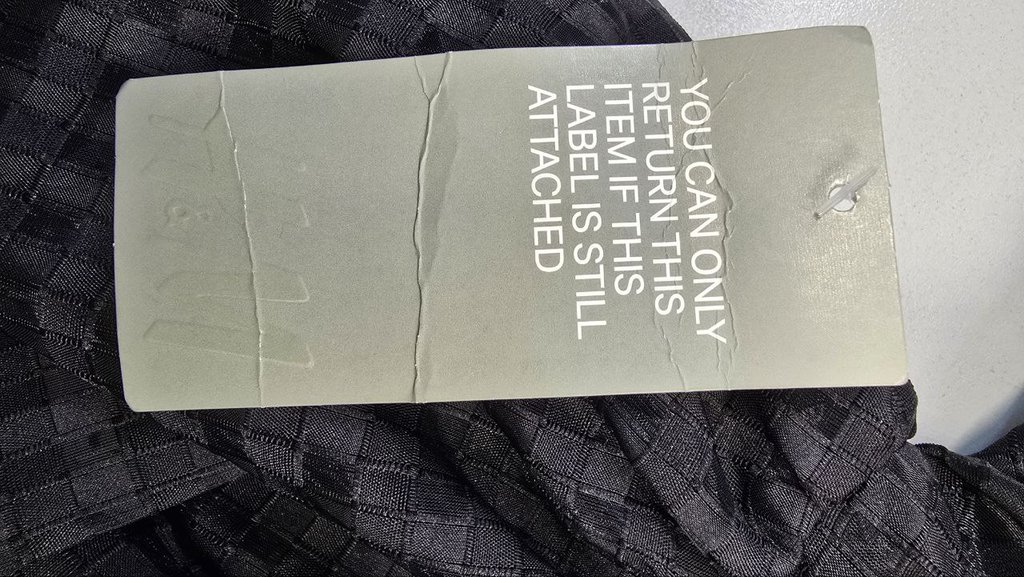 YOU CAN ONLY
RETURN THIS
ITEM IF THIS
LABEL IS STILL
ATTACHED